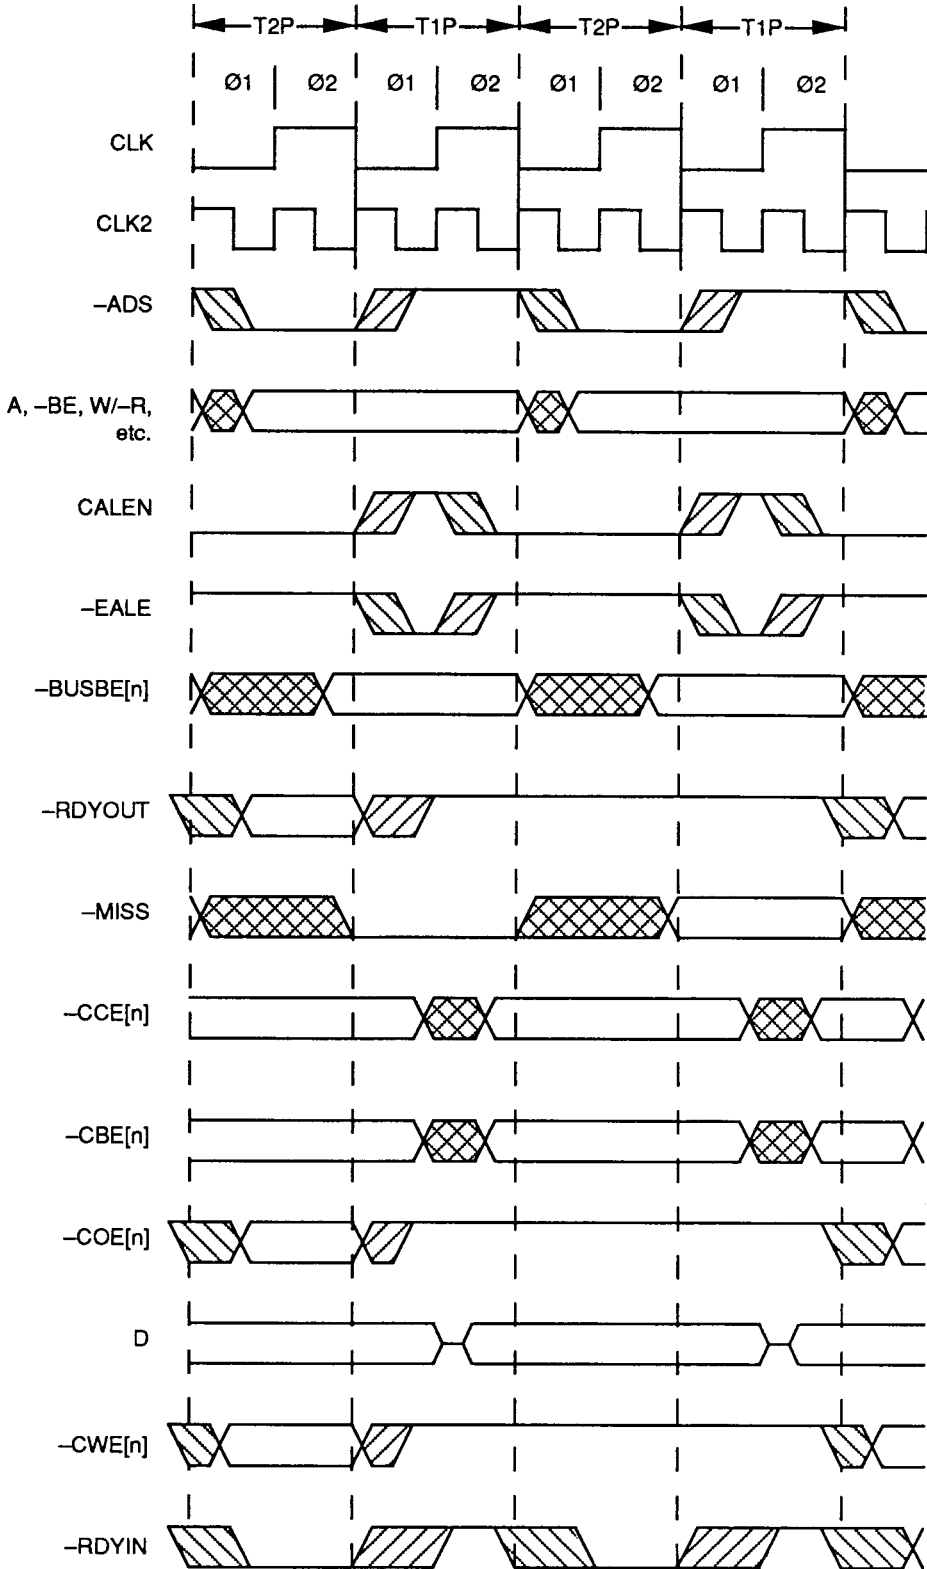 T2P T1P T2P T1P
Ø1 Ø2 Ø1 Ø2 Ø1 Ø2 Ø1 Ø2
CLK
CLK2
–ADS
A, –BE, W/–R,
etc.
CALEN
–EALE
–BUSBE[n]
–RDYOUT
–MISS
–CCE[n]
–CBE[n]
–COE[n]
D
–CWE[n]
–RDYIN